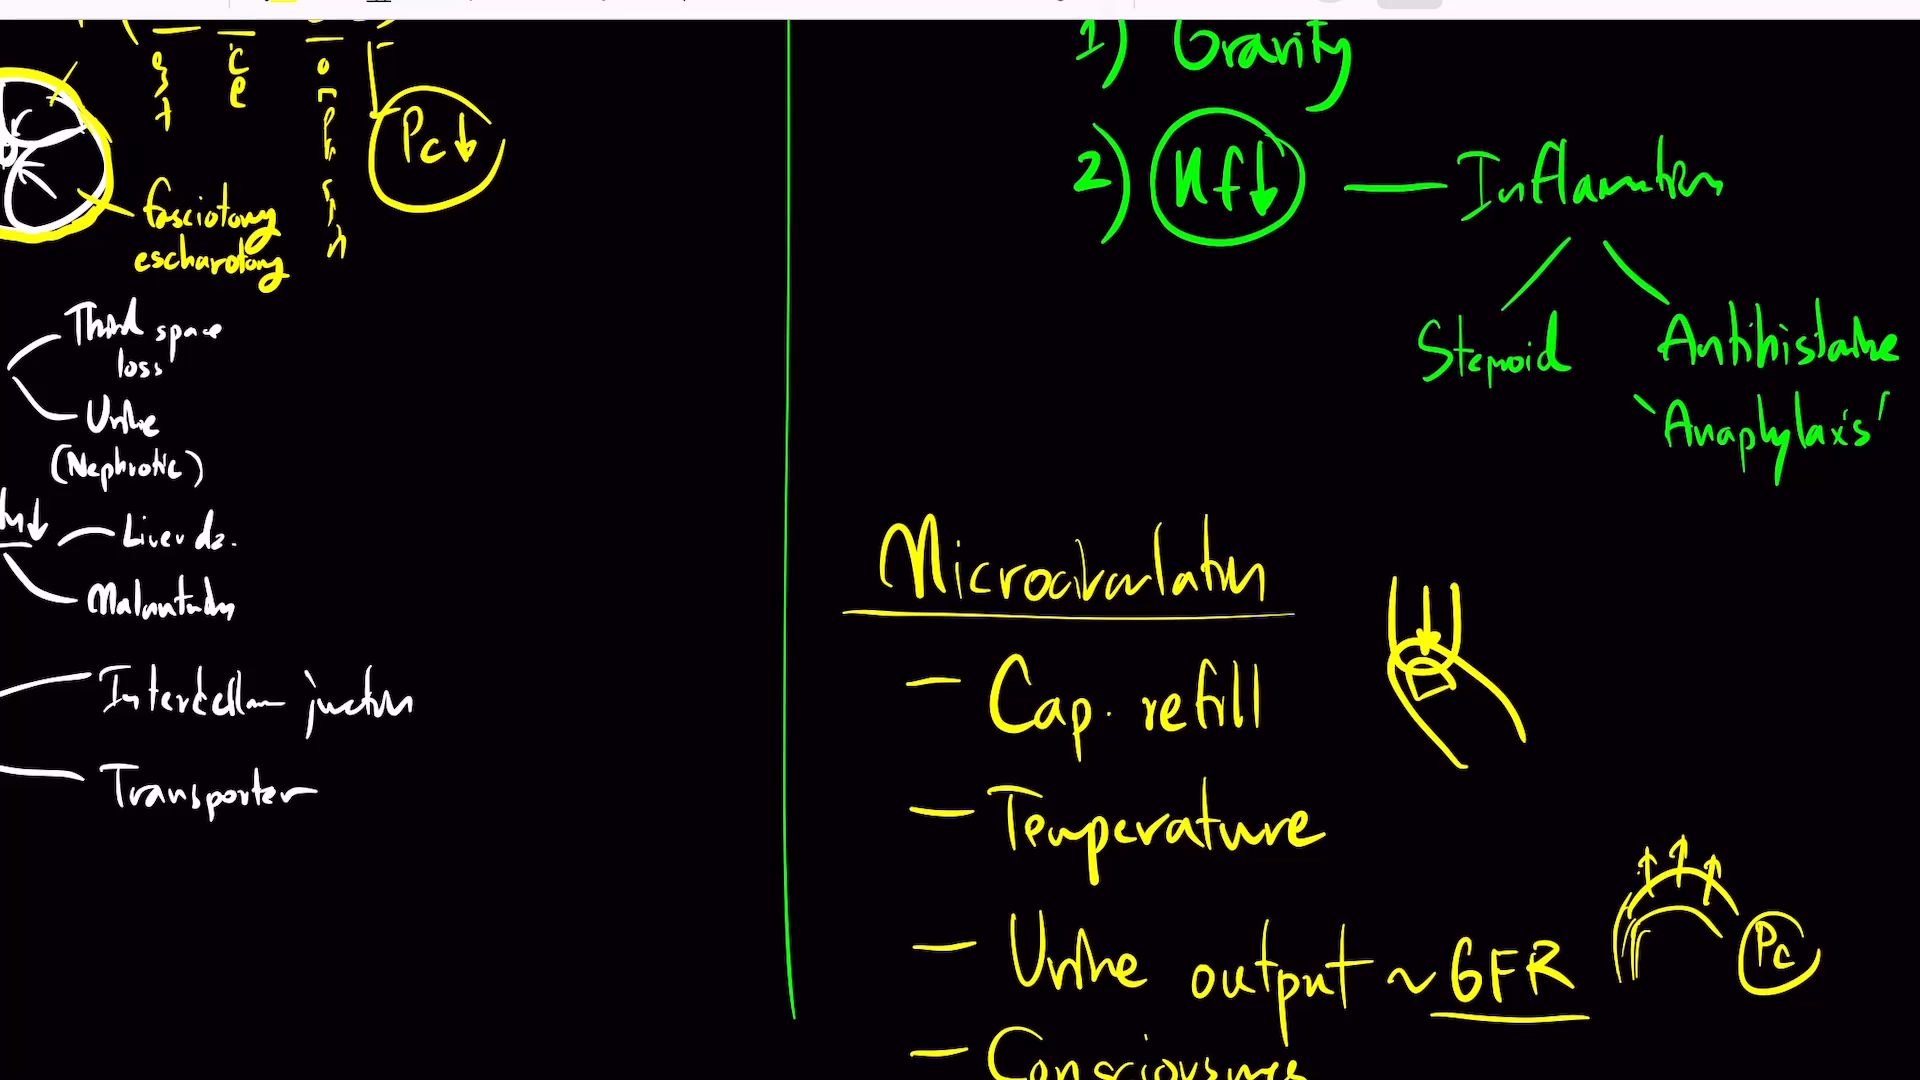 Pc↓
fasciotomy
escharotomy
Third space
loss
Urine
(Nephrotic)
Liver dz.
Malnutrition
Intercellular junction
Transporter
1) Gravity
2) Kf↓ — Inflammation
Steroid
Antihistamine
'Anaphylaxis'
Microcirculation
- Cap. refill
- Temperature
- Urine output ~ GFR
Pc
- Consciousness